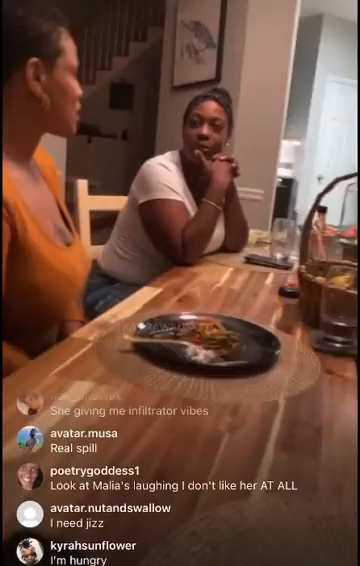 She giving me infiltrator vibes
avatar.musa
Real spill
poetrygoddess1
Look at Malia's laughing I don't like her AT ALL
avatar.nutandswallow
I need jizz
kyrahsunflower
I'm hungry